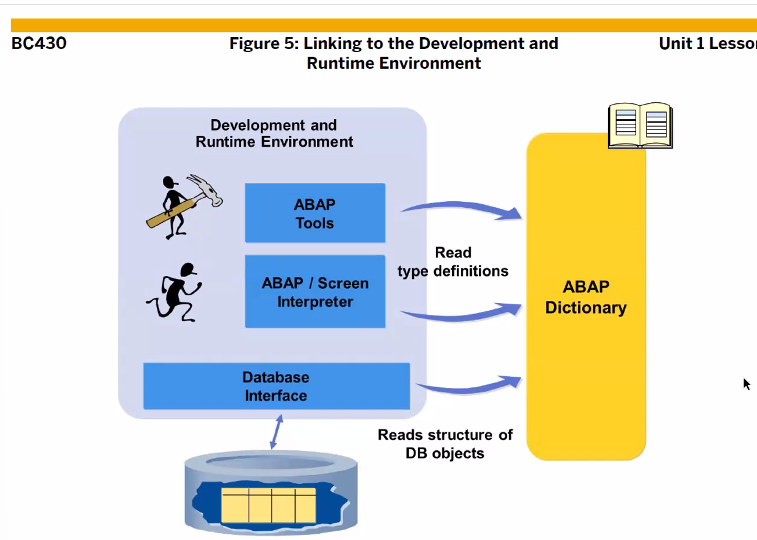 BC430
Figure 5: Linking to the Development and
Runtime Environment
Unit 1
Development and
Runtime Environment
ABAP
Tools
Read
type definitions
ABAP / Screen
Interpreter
ABAP
Dictionary
Database
Interface
Reads structure of
DB objects